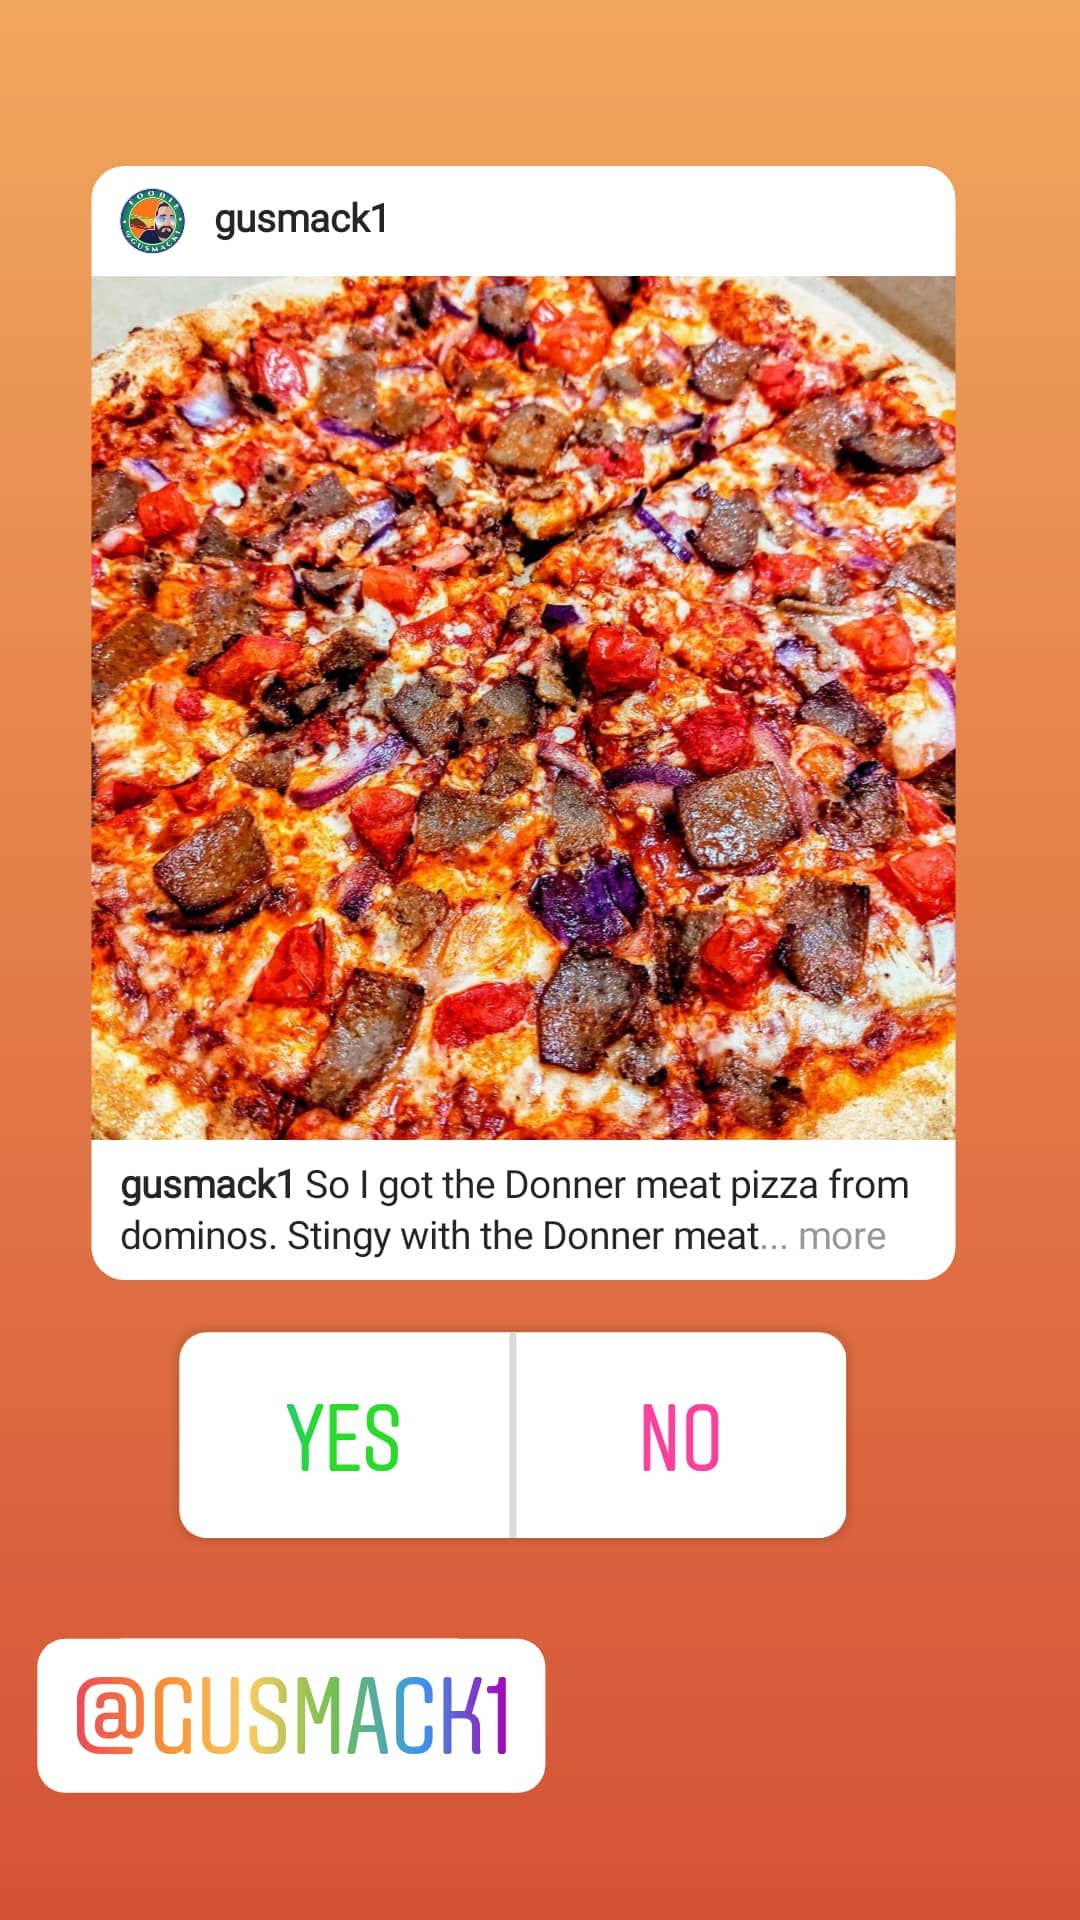 FOODIE
@GUSMACK1
gusmack1
gusmack1 So I got the Donner meat pizza from
dominos. Stingy with the Donner meat... more
YES
NO
@GUSMACK1